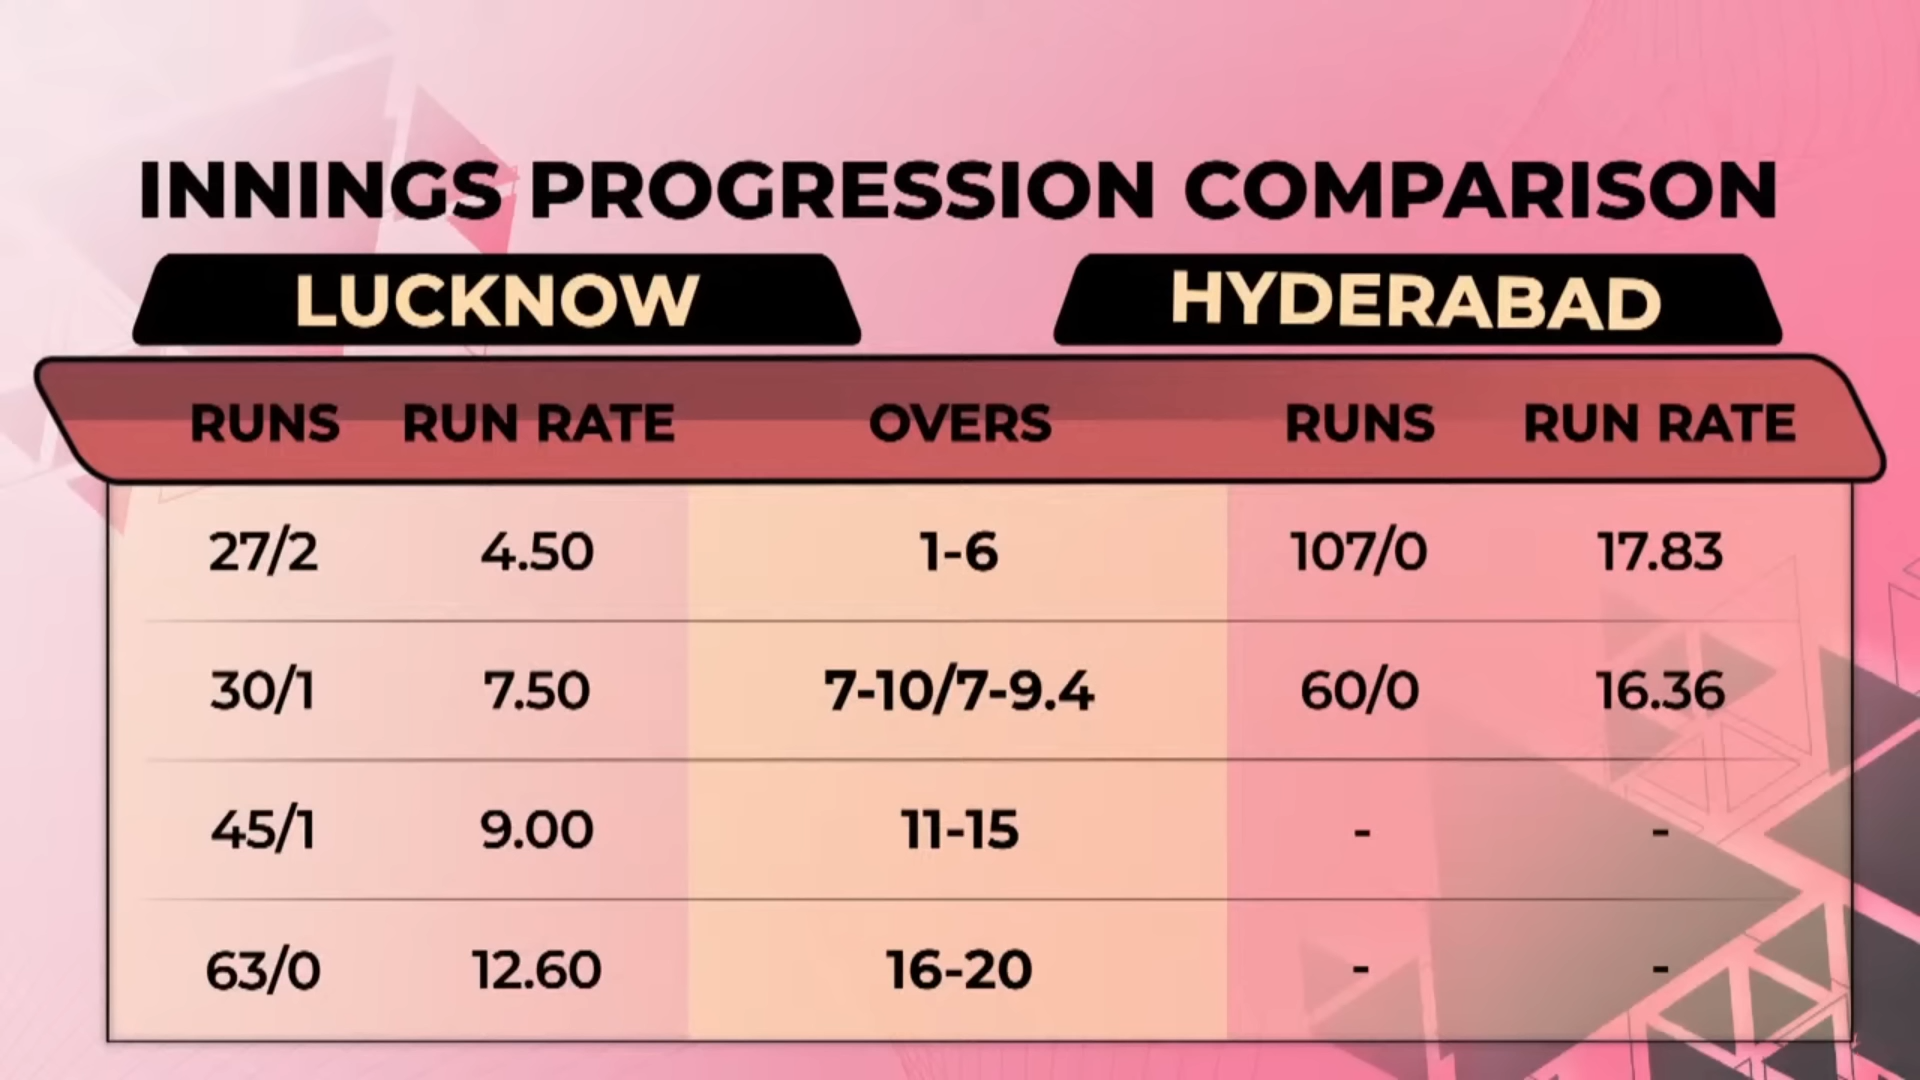 INNINGS PROGRESSION COMPARISON
LUCKNOW HYDERABAD
RUNS RUN RATE OVERS RUNS RUN RATE
27/2 4.50 1-6 107/0 17.83
30/1 7.50 7-10/7-9.4 60/0 16.36
45/1 9.00 11-15 - -
63/0 12.60 16-20 - -